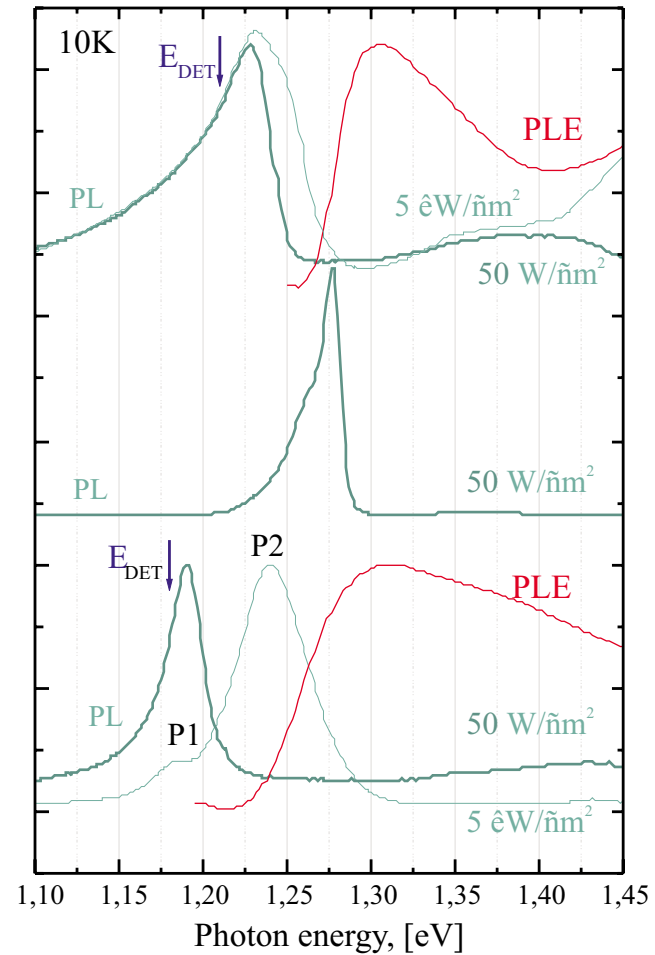 10K
E_DET
PLE
PL
5 êW/ñm²
50 W/ñm²
PL
50 W/ñm²
E_DET
P2
PLE
PL
P1
50 W/ñm²
5 êW/ñm²
1,10 1,15 1,20 1,25 1,30 1,35 1,40 1,45
Photon energy, [eV]